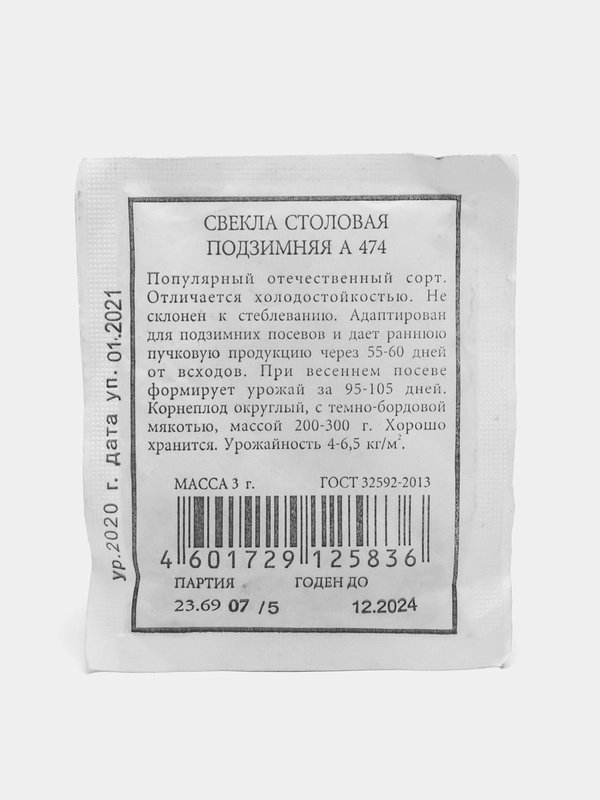 СВЕКЛА СТОЛОВАЯ
ПОДЗИМНЯЯ А 474
Популярный отечественный сорт.
Отличается холодостойкостью. Не
склонен к стеблеванию. Адаптирован
для подзимних посевов и дает раннюю
пучковую продукцию через 55-60 дней
от всходов. При весеннем посеве
формирует урожай за 95-105 дней.
Корнеплод округлый, с темно-бордовой
мякотью, массой 200-300 г. Хорошо
хранится. Урожайность 4-6,5 кг/м².
МАССА 3 г. ГОСТ 32592-2013
4 601729 125836
ПАРТИЯ ГОДЕН ДО
23.69 07 /5 12.2024
ур.2020 г. дата уп. 01.2021